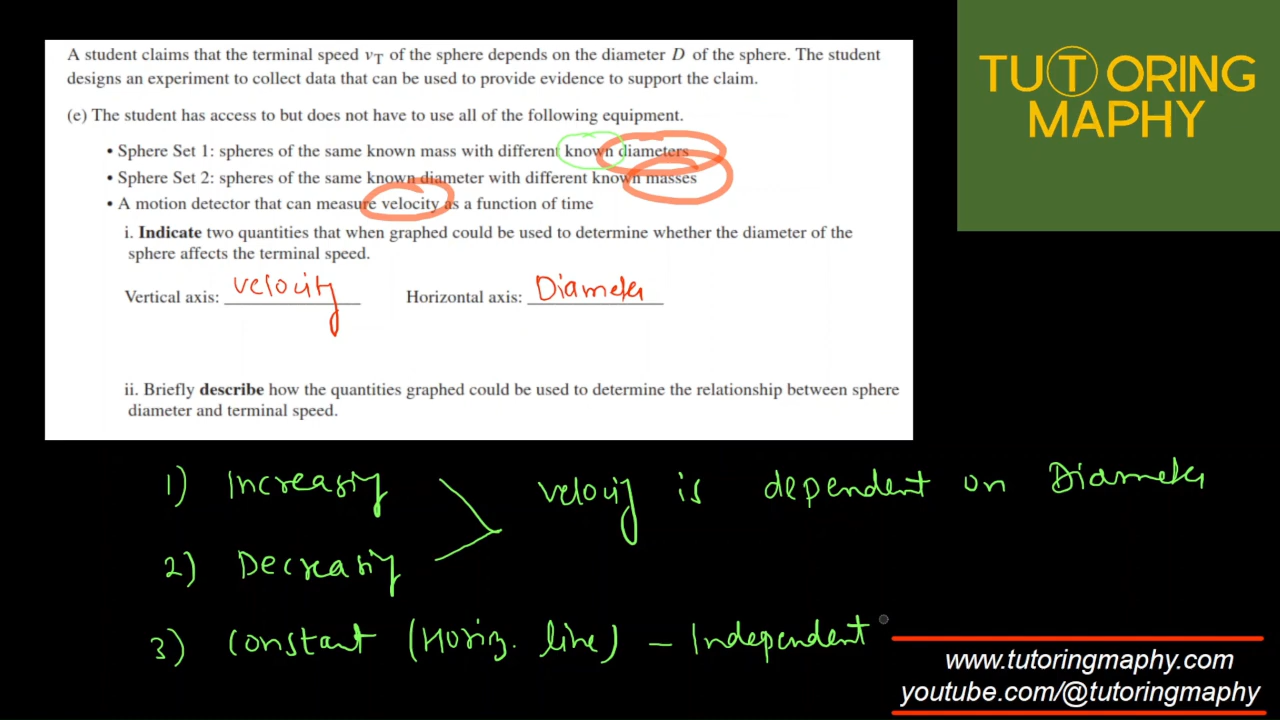 A student claims that the terminal speed vT of the sphere depends on the diameter D of the sphere. The student
designs an experiment to collect data that can be used to provide evidence to support the claim.
(e) The student has access to but does not have to use all of the following equipment.
• Sphere Set 1: spheres of the same known mass with different known diameters
• Sphere Set 2: spheres of the same known diameter with different known masses
• A motion detector that can measure velocity as a function of time
i. Indicate two quantities that when graphed could be used to determine whether the diameter of the
sphere affects the terminal speed.
Vertical axis: velocity Horizontal axis: Diameter
ii. Briefly describe how the quantities graphed could be used to determine the relationship between sphere
diameter and terminal speed.
TUTORING
MAPHY
1) Increasing velocity is dependent on Diameter
2) Decreasing
3) Constant (Horiz. line) - Independent
www.tutoringmaphy.com
youtube.com/@tutoringmaphy